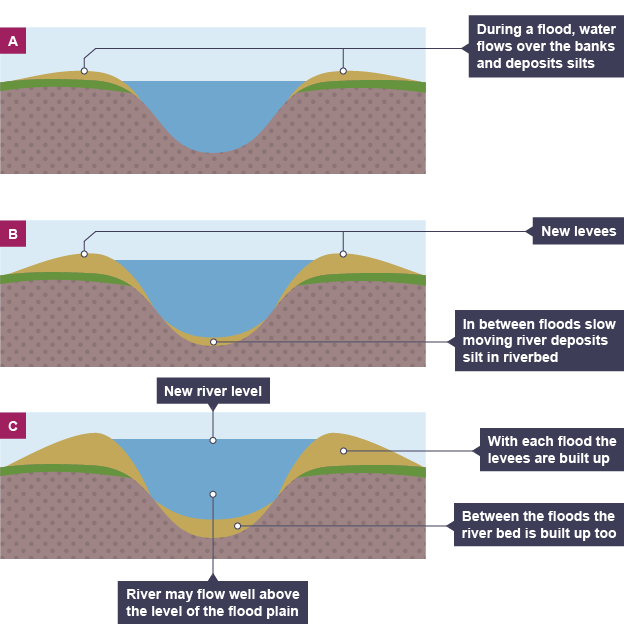 A
During a flood, water
flows over the banks
and deposits silts
B
New levees
In between floods slow
moving river deposits
silt in riverbed
New river level
C
With each flood the
levees are built up
Between the floods the
river bed is built up too
River may flow well above
the level of the flood plain